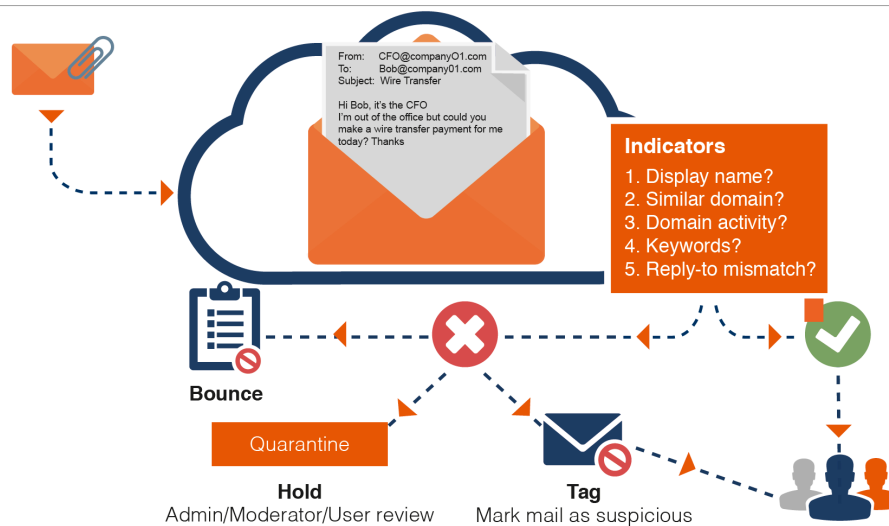 From: CFO@companyO1.com
To: Bob@company01.com
Subject: Wire Transfer
Hi Bob, it's the CFO
I'm out of the office but could you
make a wire transfer payment for me
today? Thanks
Indicators
1. Display name?
2. Similar domain?
3. Domain activity?
4. Keywords?
5. Reply-to mismatch?
Bounce
Quarantine
Hold
Admin/Moderator/User review
Tag
Mark mail as suspicious